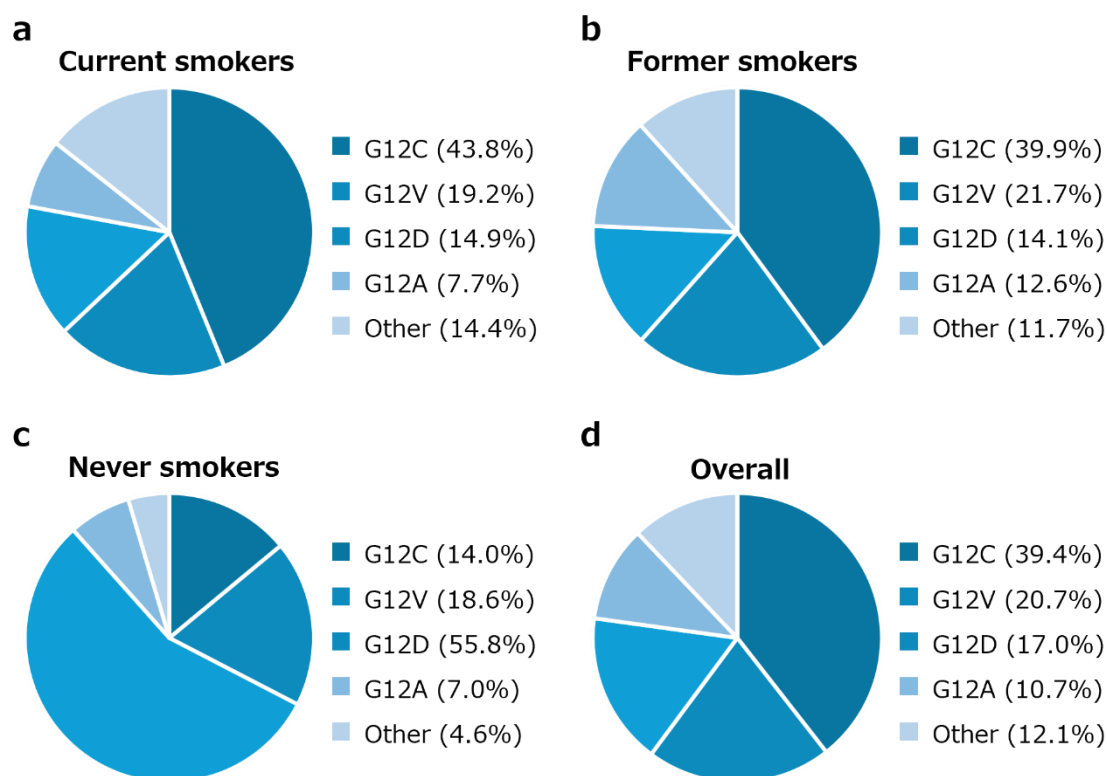 a
Current smokers
G12C (43.8%)
G12V (19.2%)
G12D (14.9%)
G12A (7.7%)
Other (14.4%)
b
Former smokers
G12C (39.9%)
G12V (21.7%)
G12D (14.1%)
G12A (12.6%)
Other (11.7%)
c
Never smokers
G12C (14.0%)
G12V (18.6%)
G12D (55.8%)
G12A (7.0%)
Other (4.6%)
d
Overall
G12C (39.4%)
G12V (20.7%)
G12D (17.0%)
G12A (10.7%)
Other (12.1%)